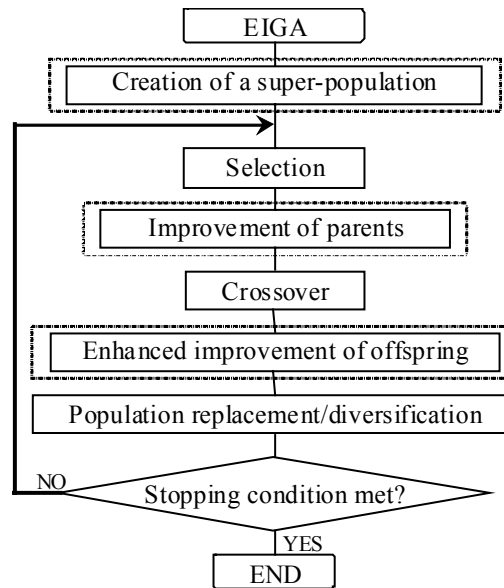 EIGA
Creation of a super-population
Selection
Improvement of parents
Crossover
Enhanced improvement of offspring
Population replacement/diversification
Stopping condition met?
NO
YES
END